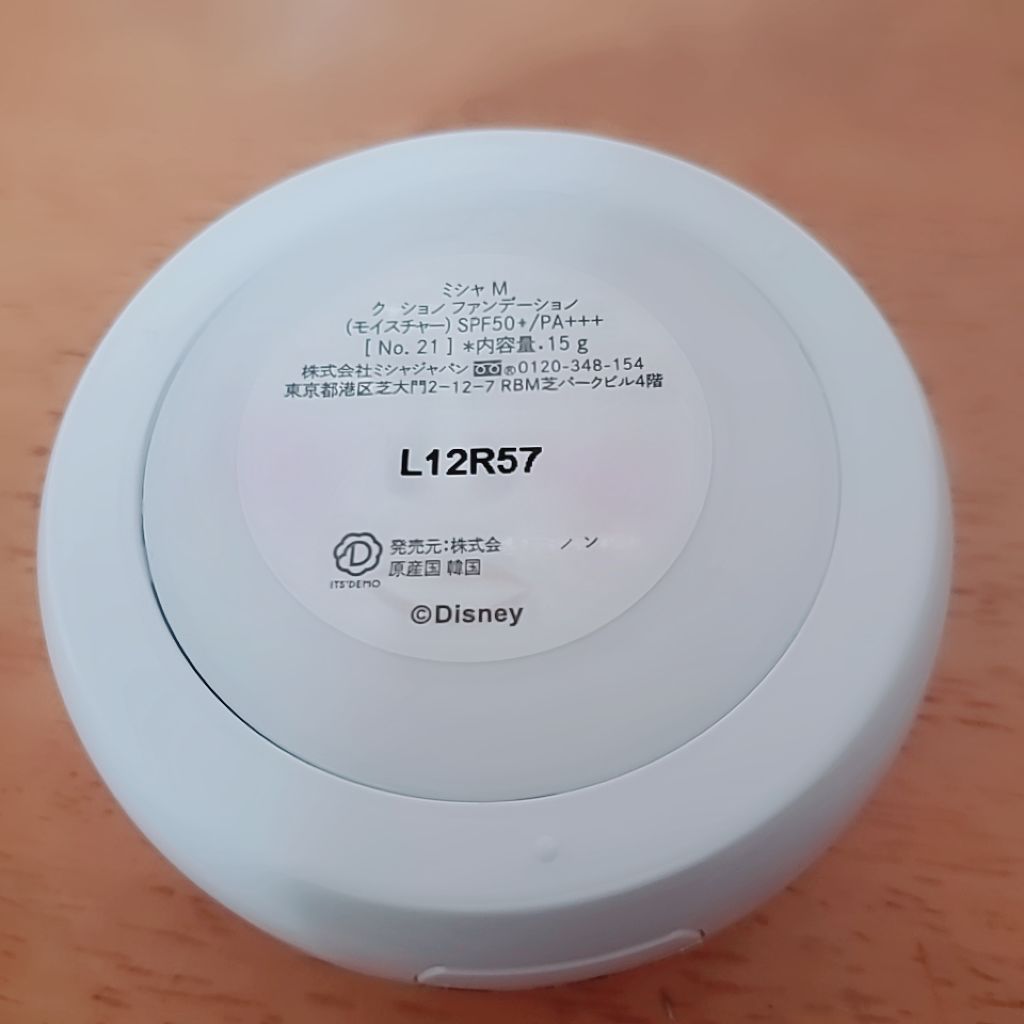 ミシャ M
ク ション ファンデーション
(モイスチャー) SPF50+/PA+++
[ No. 21 ] *内容量.15 g
株式会社ミシャジャパン ®0120-348-154
東京都港区芝大門2-12-7 RBM芝パークビル4階
L12R57
発売元:株式会
原産国 韓国
ITS'DEMO
©Disney